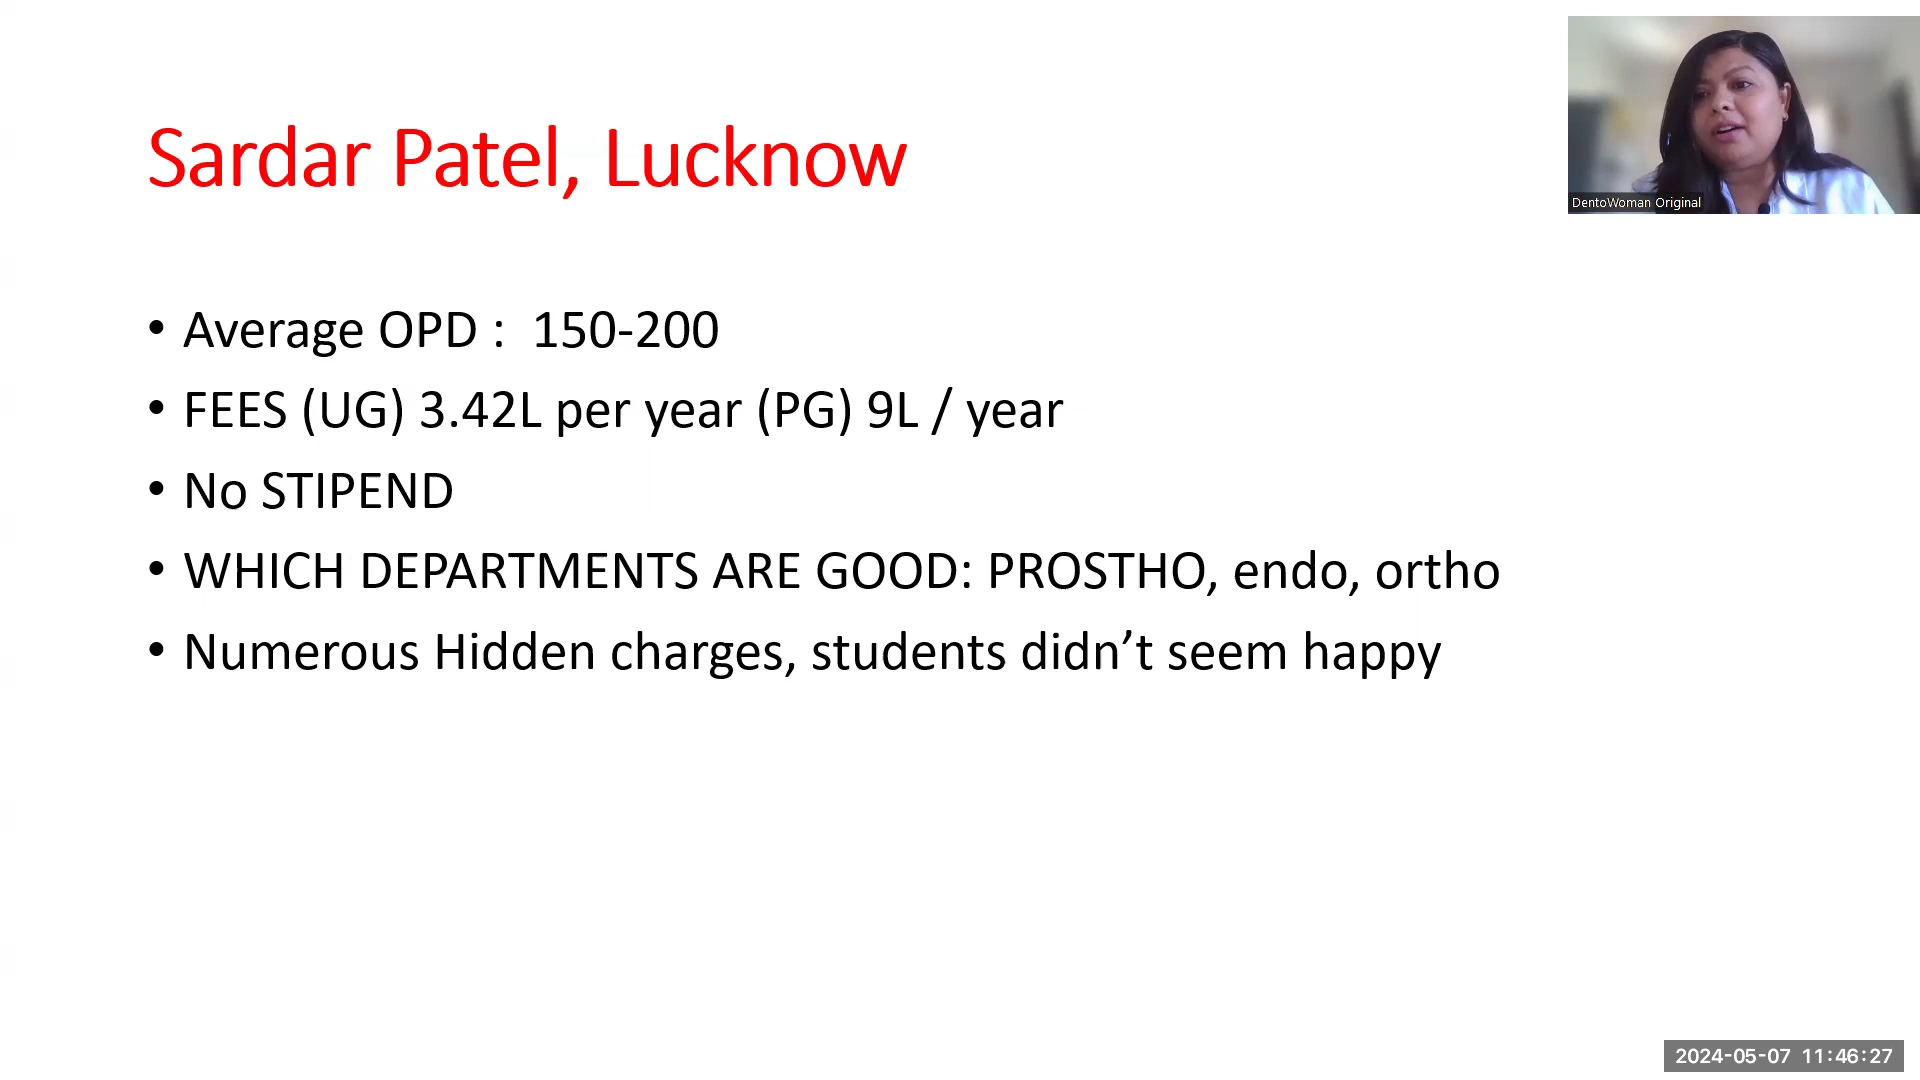 Sardar Patel, Lucknow
DentoWoman Original
• Average OPD :  150-200
• FEES (UG) 3.42L per year (PG) 9L / year
• No STIPEND
• WHICH DEPARTMENTS ARE GOOD: PROSTHO, endo, ortho
• Numerous Hidden charges, students didn’t seem happy
2024-05-07 11:46:27